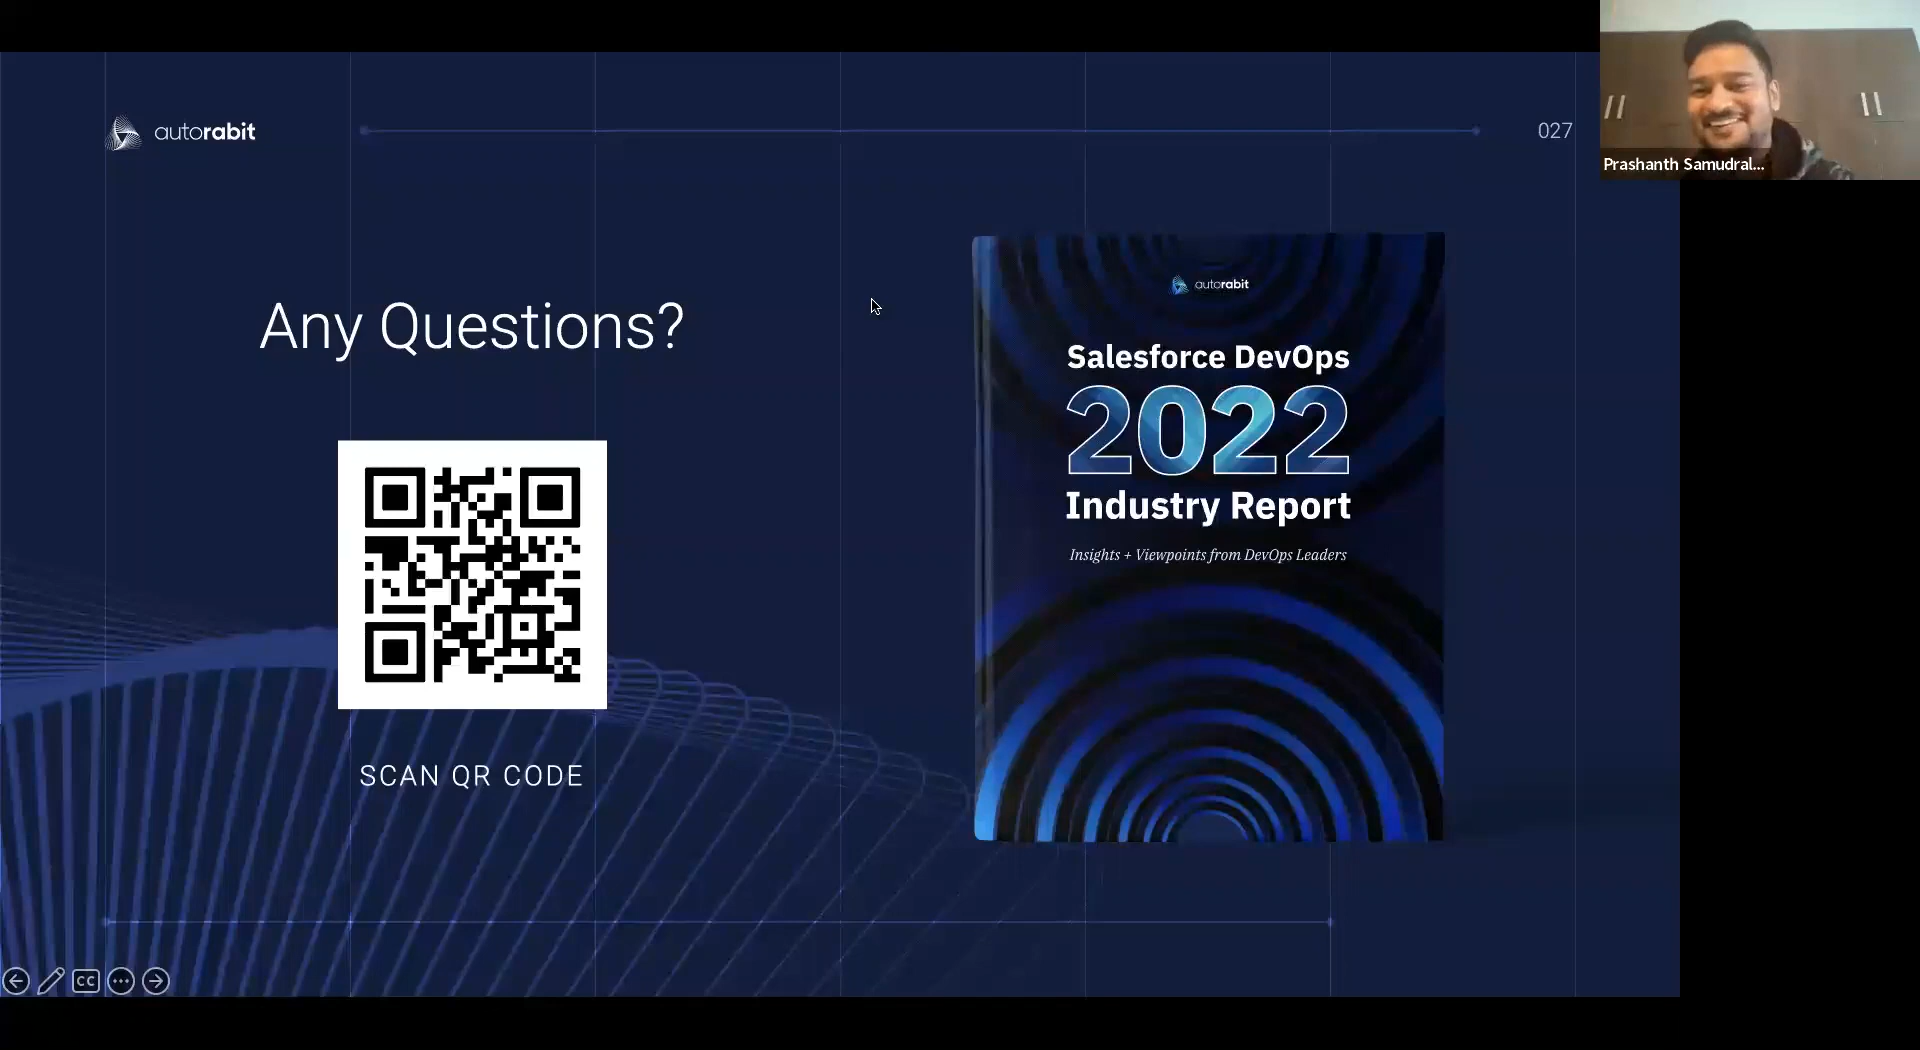 autorabit
027
Prashanth Samudral...
Any Questions?
SCAN QR CODE
autorabit
Salesforce DevOps
2022
Industry Report
Insights + Viewpoints from DevOps Leaders
CC